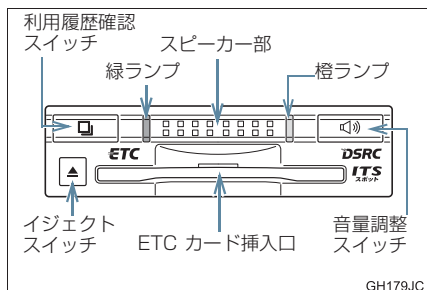 利用履歴確認
スイッチ
スピーカー部
緑ランプ
橙ランプ
ETC
DSRC
ITS
スポット
イジェクト
スイッチ
ETC カード挿入口
音量調整
スイッチ
GH179JC